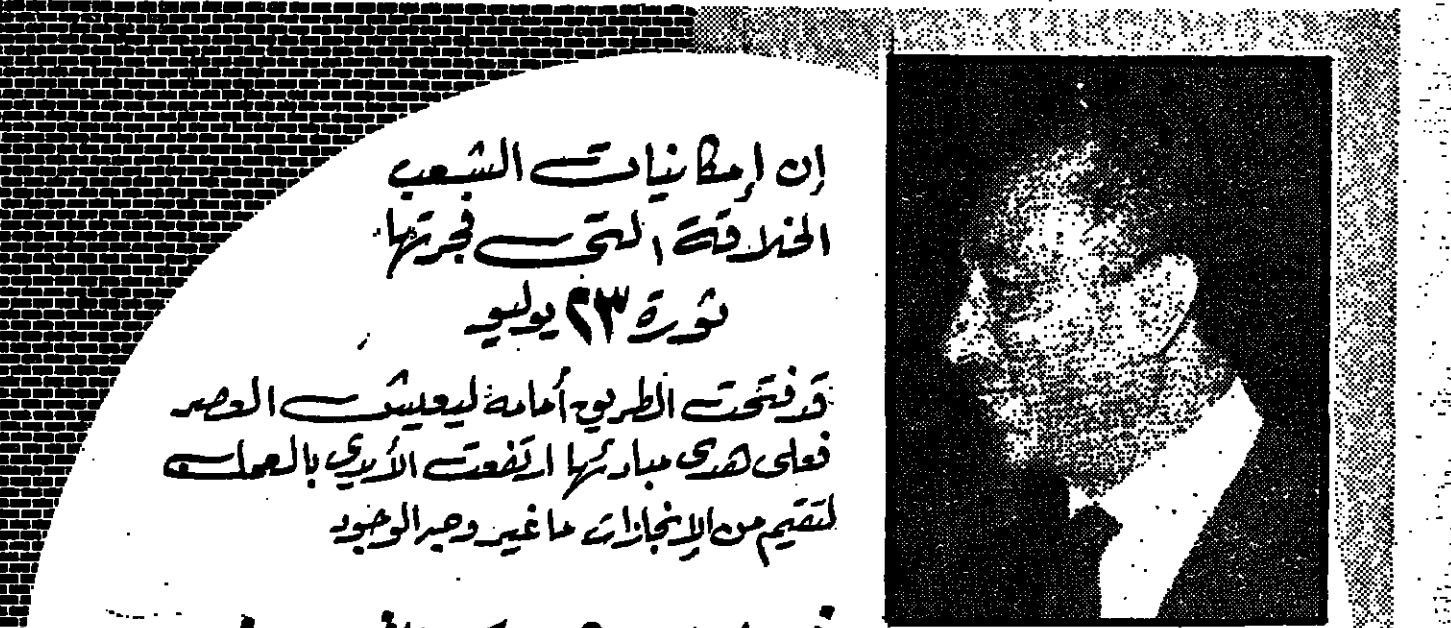 إن إمكانيات الشعب
الخلاقة التى فجرتها
ثورة ٢٣ يوليو
قد فتحت الطريق أمامه ليعيش العصر
فعلى هدى مبادئها ارتفعت الأيدي بالعمل
لتقيم من الإنجازات ما غير وجه الوجود